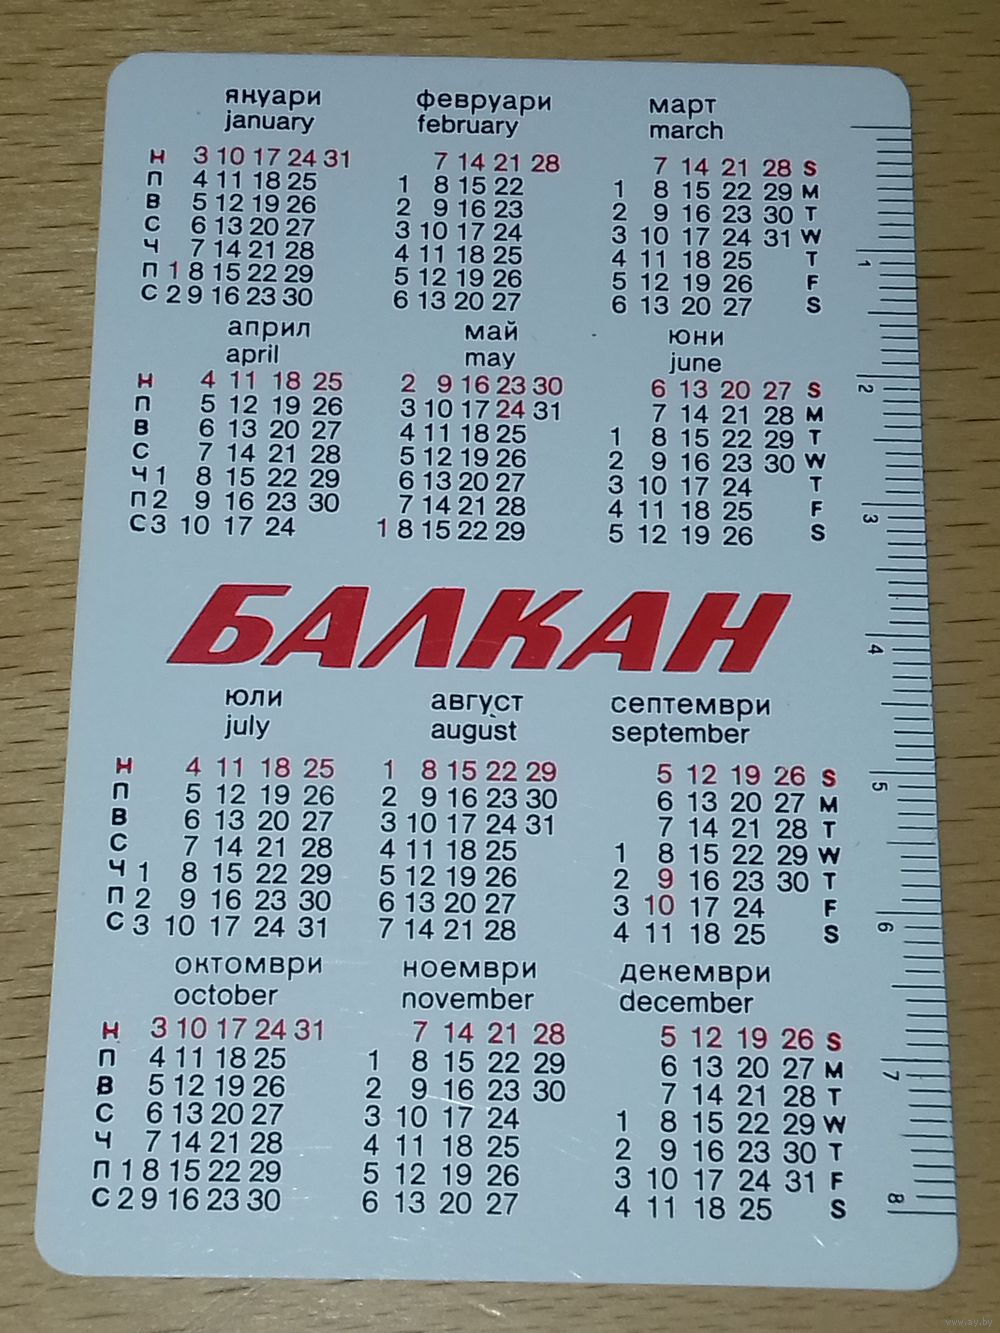 януари февруари март
january february march
Н 3 10 17 24 31 7 14 21 28 7 14 21 28 S
П 4 11 18 25 1 8 15 22 1 8 15 22 29 M
В 5 12 19 26 2 9 16 23 2 9 16 23 30 T
С 6 13 20 27 3 10 17 24 3 10 17 24 31 W
Ч 7 14 21 28 4 11 18 25 4 11 18 25 T
П 1 8 15 22 29 5 12 19 26 5 12 19 26 F
С 2 9 16 23 30 6 13 20 27 6 13 20 27 S
април май юни
april may june
Н 4 11 18 25 2 9 16 23 30 6 13 20 27 S
П 5 12 19 26 3 10 17 24 31 7 14 21 28 M
В 6 13 20 27 4 11 18 25 1 8 15 22 29 T
С 7 14 21 28 5 12 19 26 2 9 16 23 30 W
Ч 1 8 15 22 29 6 13 20 27 3 10 17 24 T
П 2 9 16 23 30 7 14 21 28 4 11 18 25 F
С 3 10 17 24 1 8 15 22 29 5 12 19 26 S
БАЛКАН
юли август септември
july august september
Н 4 11 18 25 1 8 15 22 29 5 12 19 26 S
П 5 12 19 26 2 9 16 23 30 6 13 20 27 M
В 6 13 20 27 3 10 17 24 31 7 14 21 28 T
С 7 14 21 28 4 11 18 25 1 8 15 22 29 W
Ч 1 8 15 22 29 5 12 19 26 2 9 16 23 30 T
П 2 9 16 23 30 6 13 20 27 3 10 17 24 F
С 3 10 17 24 31 7 14 21 28 4 11 18 25 S
октомври ноември декември
october november december
Н 3 10 17 24 31 7 14 21 28 5 12 19 26 S
П 4 11 18 25 1 8 15 22 29 6 13 20 27 M
В 5 12 19 26 2 9 16 23 30 7 14 21 28 T
С 6 13 20 27 3 10 17 24 1 8 15 22 29 W
Ч 7 14 21 28 4 11 18 25 2 9 16 23 30 T
П 1 8 15 22 29 5 12 19 26 3 10 17 24 31 F
С 2 9 16 23 30 6 13 20 27 4 11 18 25 S
1
2
3
4
5
6
7
8
www.ay.by